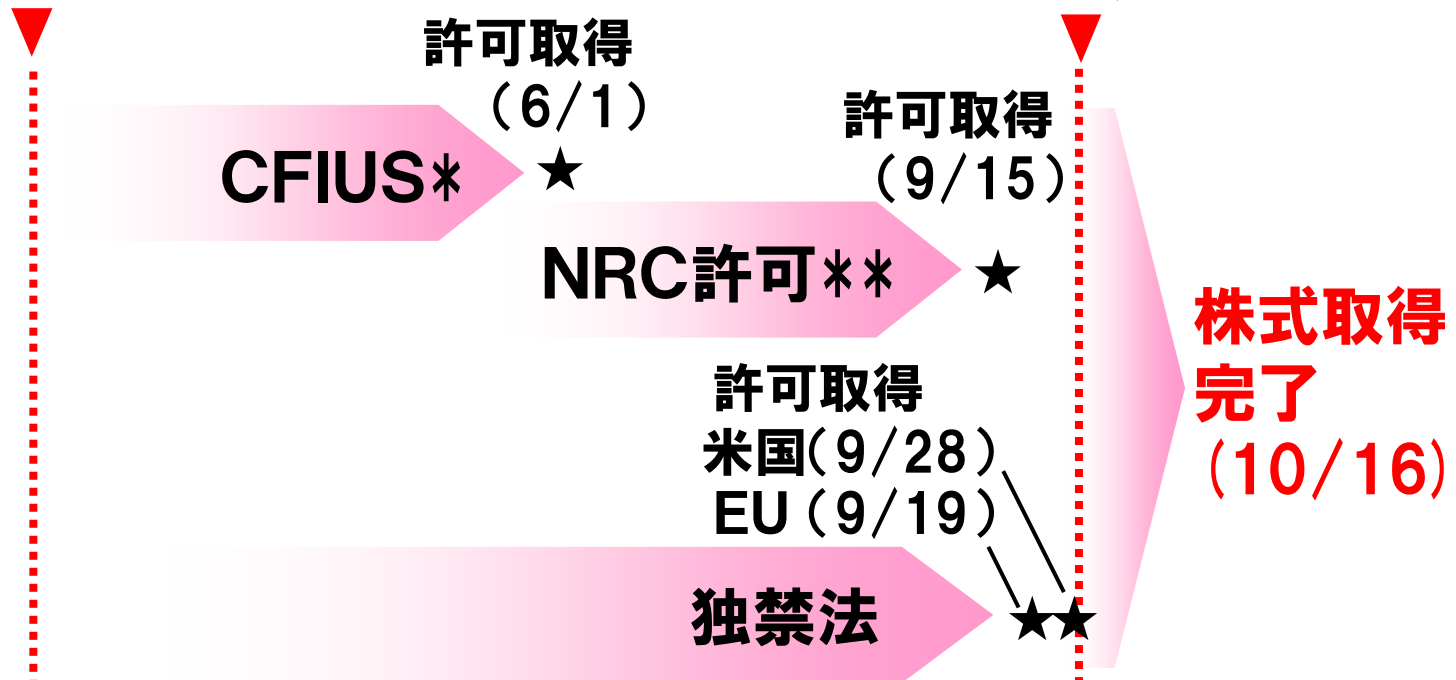 許可取得
（6/1）
CFIUS＊
許可取得
（9/15）
NRC許可＊＊
許可取得
米国（9/28）
EU（9/19）
独禁法
株式取得
完了
（10/16）